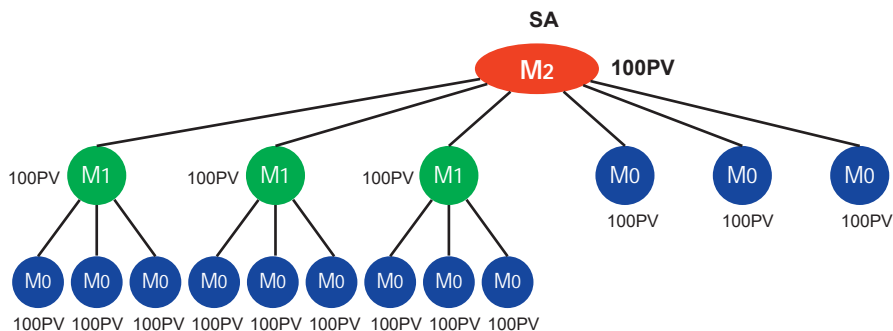 SA
M2 100PV
100PV M1 100PV M1 100PV M1 M0 M0 M0
100PV 100PV 100PV
M0 M0 M0 M0 M0 M0 M0 M0 M0
100PV 100PV 100PV 100PV 100PV 100PV 100PV 100PV 100PV